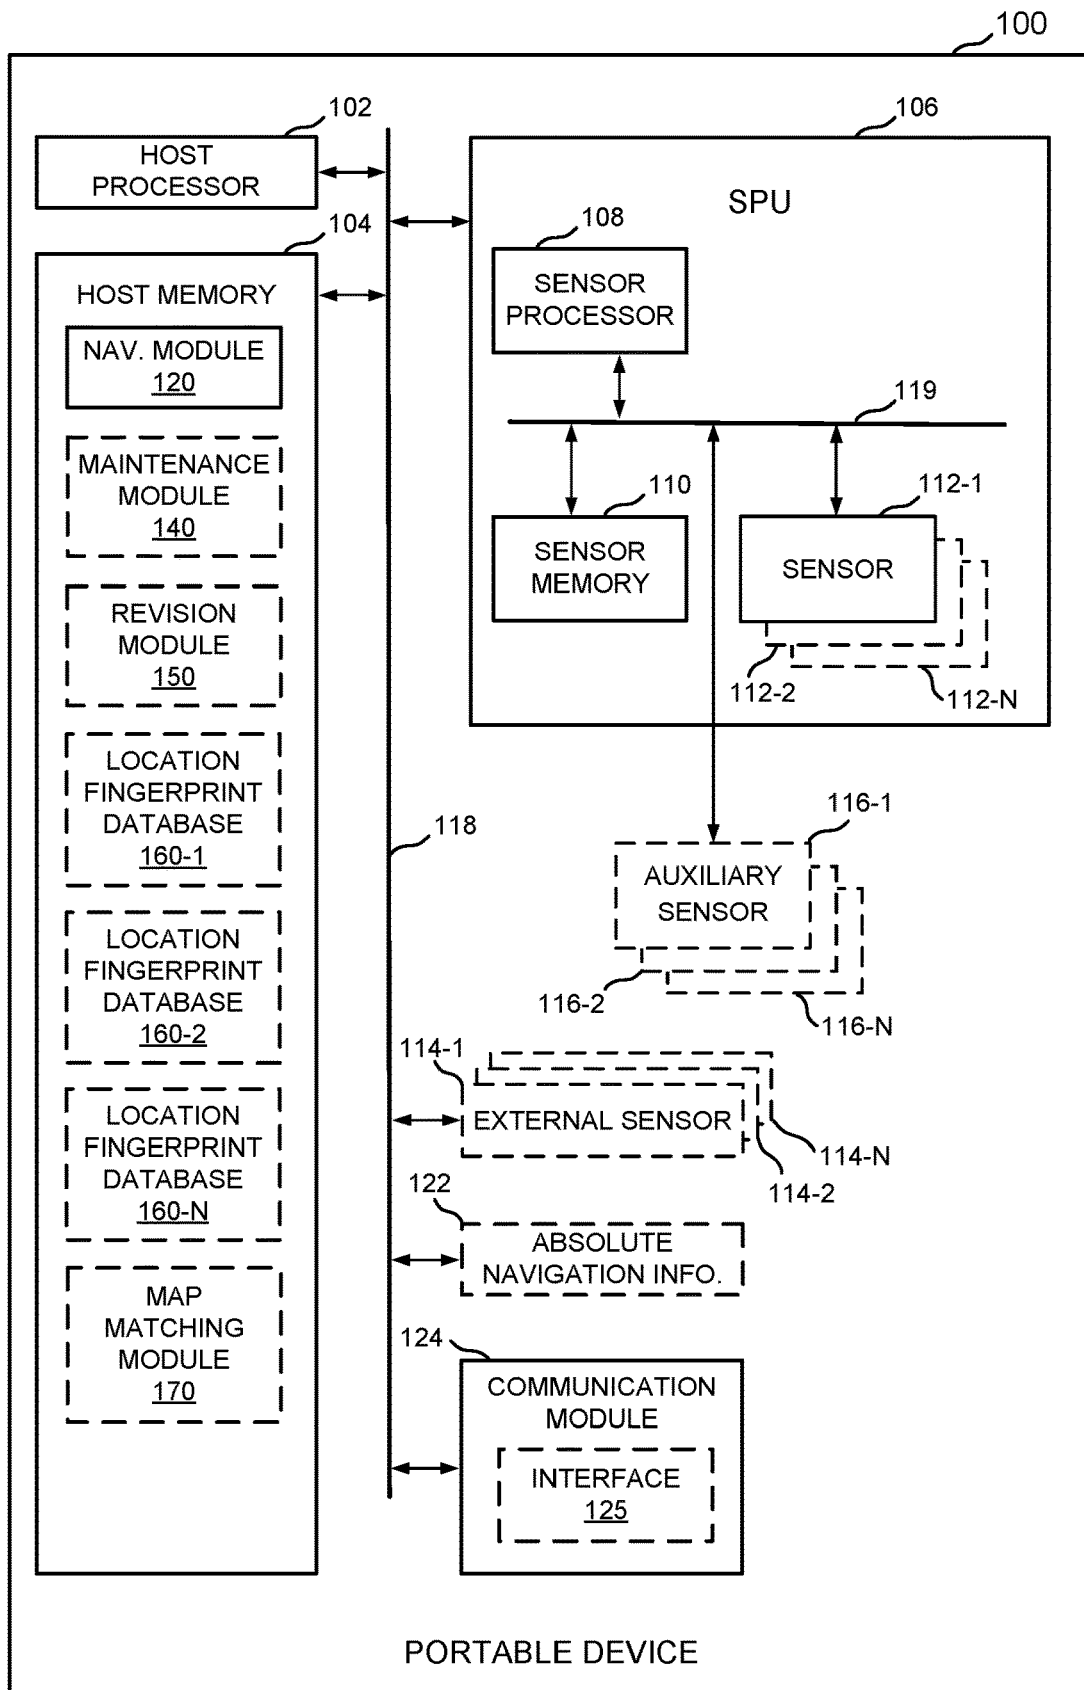 100
102
HOST
PROCESSOR
104
HOST MEMORY
NAV. MODULE
120
MAINTENANCE
MODULE
140
REVISION
MODULE
150
LOCATION
FINGERPRINT
DATABASE
160-1
LOCATION
FINGERPRINT
DATABASE
160-2
LOCATION
FINGERPRINT
DATABASE
160-N
MAP
MATCHING
MODULE
170
118
106
SPU
108
SENSOR
PROCESSOR
119
110
SENSOR
MEMORY
112-1
SENSOR
112-2
112-N
116-1
AUXILIARY
SENSOR
116-2
116-N
114-1
EXTERNAL SENSOR
114-N
114-2
122
ABSOLUTE
NAVIGATION INFO.
124
COMMUNICATION
MODULE
INTERFACE
125
PORTABLE DEVICE